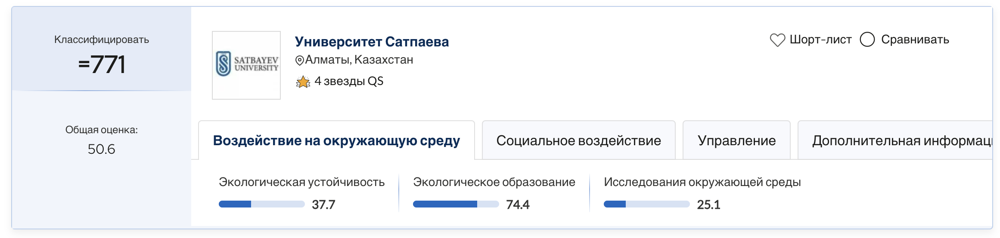 Классифицировать
=771
Общая оценка:
50.6
SATBAYEV
UNIVERSITY
Университет Сатпаева
Алматы, Казахстан
4 звезды QS
Шорт-лист
Сравнивать
Воздействие на окружающую среду
Социальное воздействие
Управление
Дополнительная информаци
Экологическая устойчивость
37.7
Экологическое образование
74.4
Исследования окружающей среды
25.1